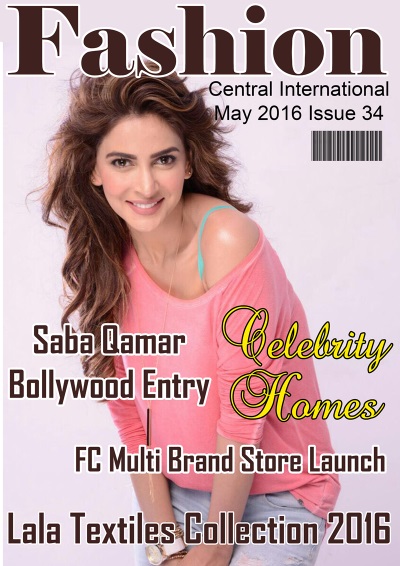 Fashion
Central International
May 2016 Issue 34
Saba Qamar
Bollywood Entry
Celebrity
Homes
FC Multi Brand Store Launch
Lala Textiles Collection 2016